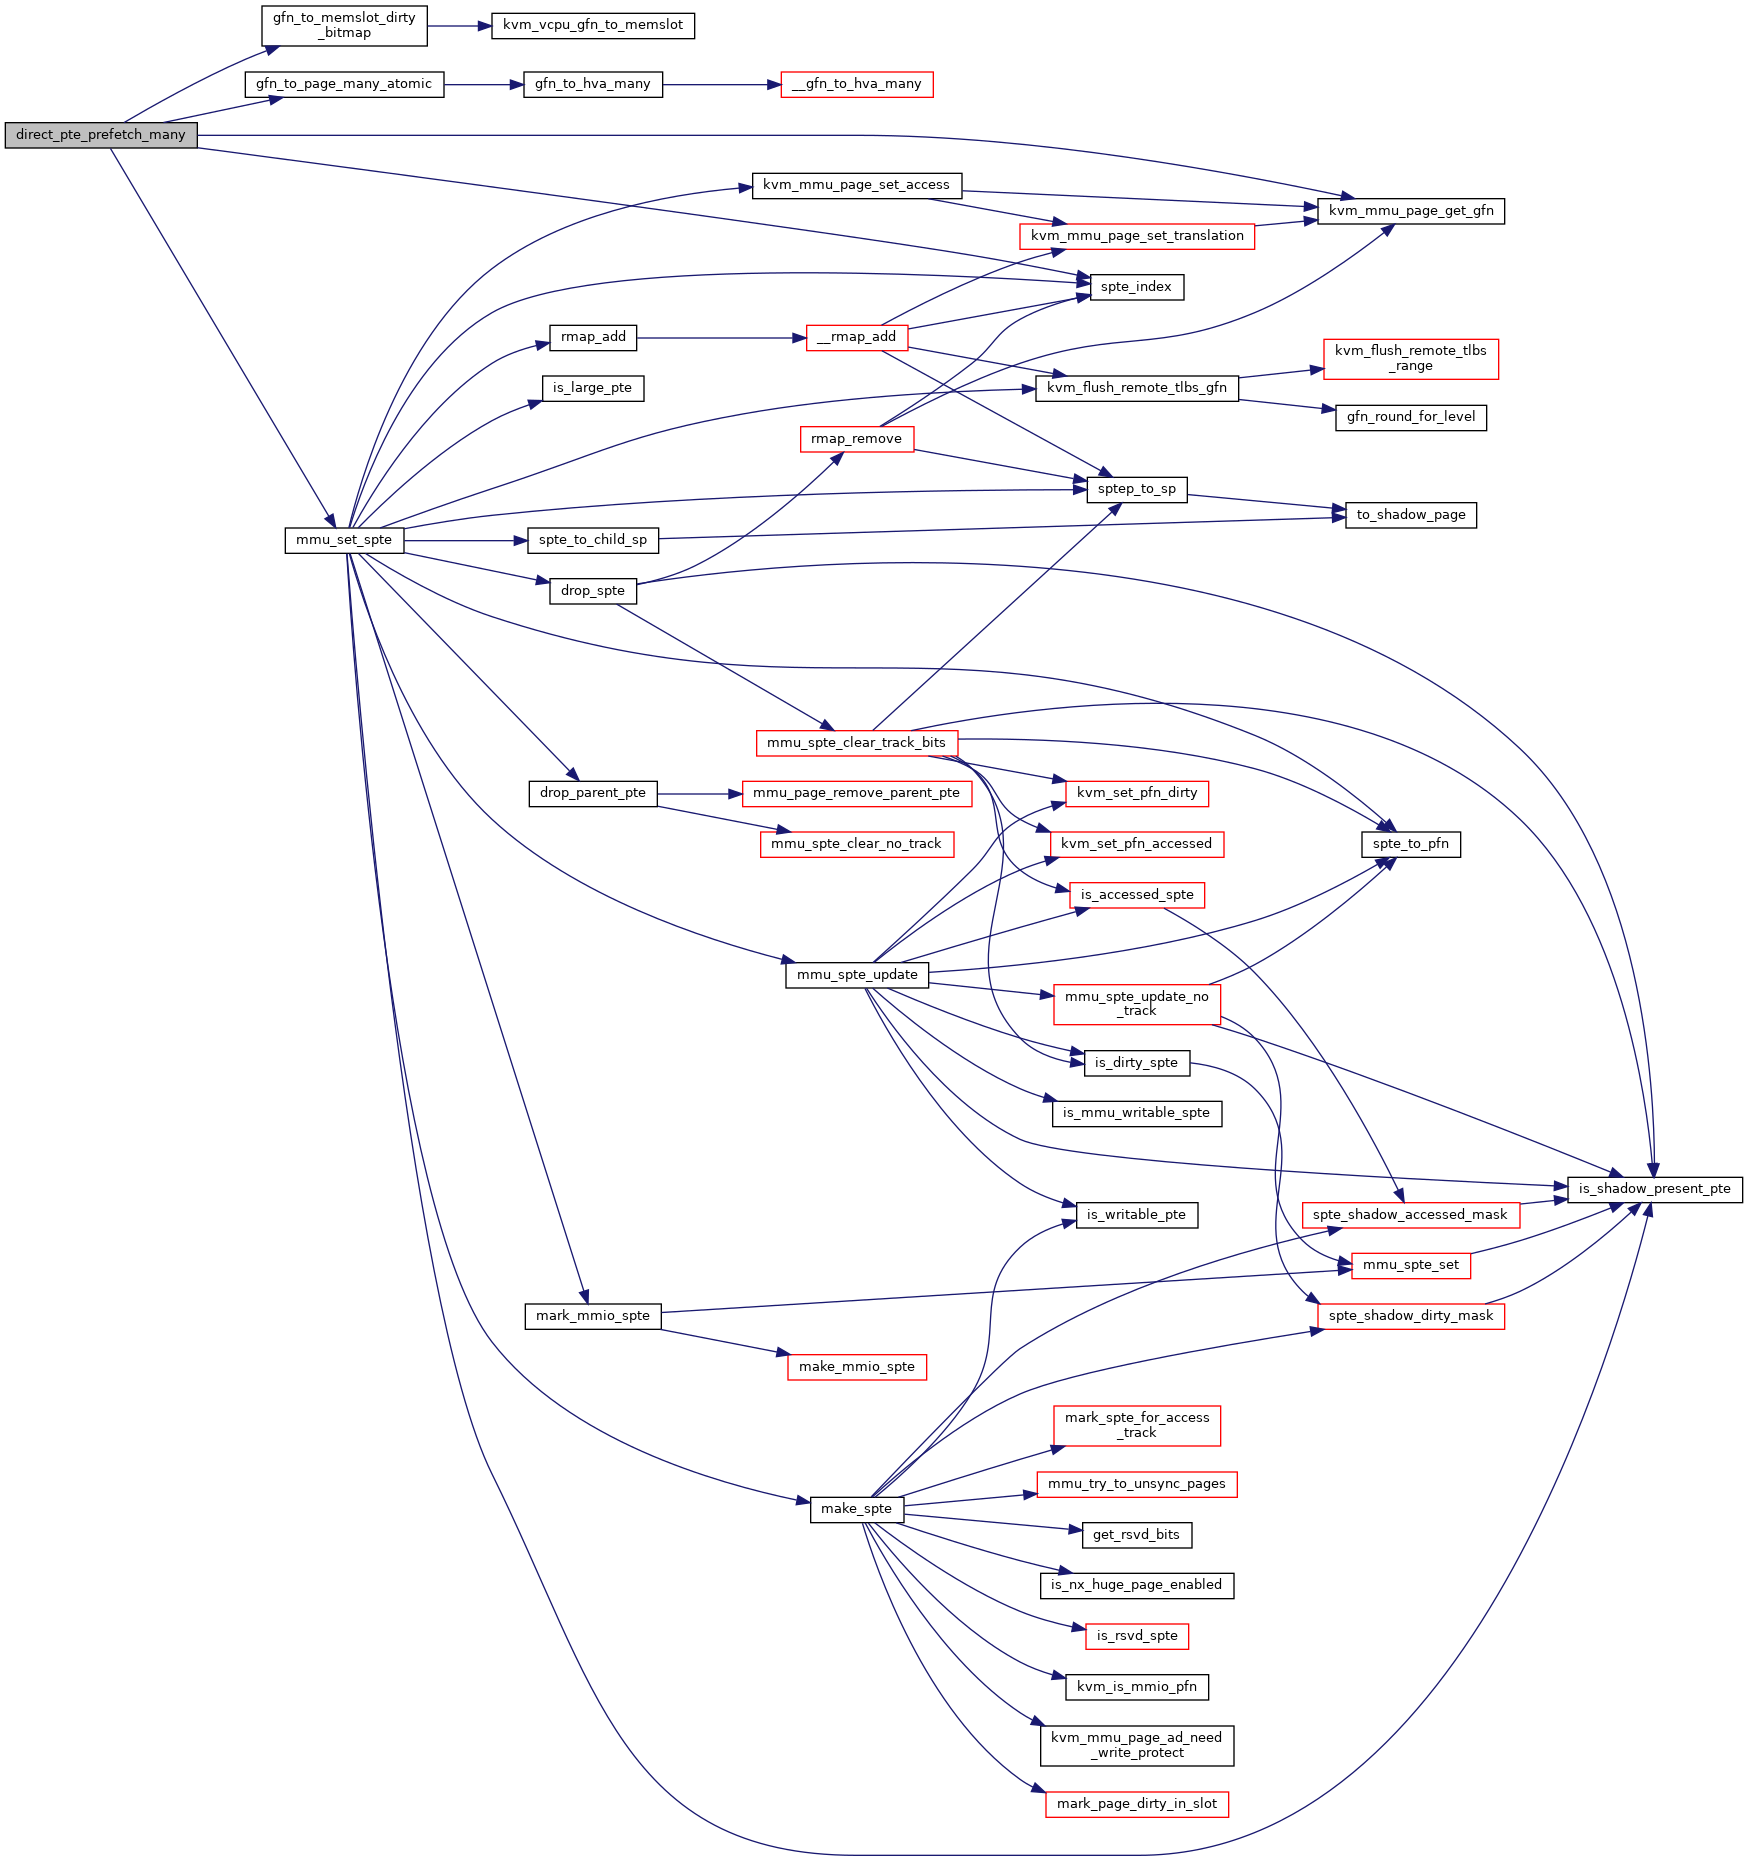 gfn_to_memslot_dirty
_bitmap
kvm_vcpu_gfn_to_memslot
gfn_to_page_many_atomic
gfn_to_hva_many
__gfn_to_hva_many
direct_pte_prefetch_many
kvm_mmu_page_set_access
kvm_mmu_page_get_gfn
kvm_mmu_page_set_translation
spte_index
rmap_add
__rmap_add
kvm_flush_remote_tlbs
_range
is_large_pte
kvm_flush_remote_tlbs_gfn
gfn_round_for_level
rmap_remove
sptep_to_sp
to_shadow_page
mmu_set_spte
spte_to_child_sp
drop_spte
mmu_spte_clear_track_bits
drop_parent_pte
mmu_page_remove_parent_pte
kvm_set_pfn_dirty
mmu_spte_clear_no_track
kvm_set_pfn_accessed
spte_to_pfn
is_accessed_spte
mmu_spte_update
mmu_spte_update_no
_track
is_dirty_spte
is_mmu_writable_spte
is_shadow_present_pte
is_writable_pte
spte_shadow_accessed_mask
mmu_spte_set
mark_mmio_spte
spte_shadow_dirty_mask
make_mmio_spte
mark_spte_for_access
_track
mmu_try_to_unsync_pages
make_spte
get_rsvd_bits
is_nx_huge_page_enabled
is_rsvd_spte
kvm_is_mmio_pfn
kvm_mmu_page_ad_need
_write_protect
mark_page_dirty_in_slot